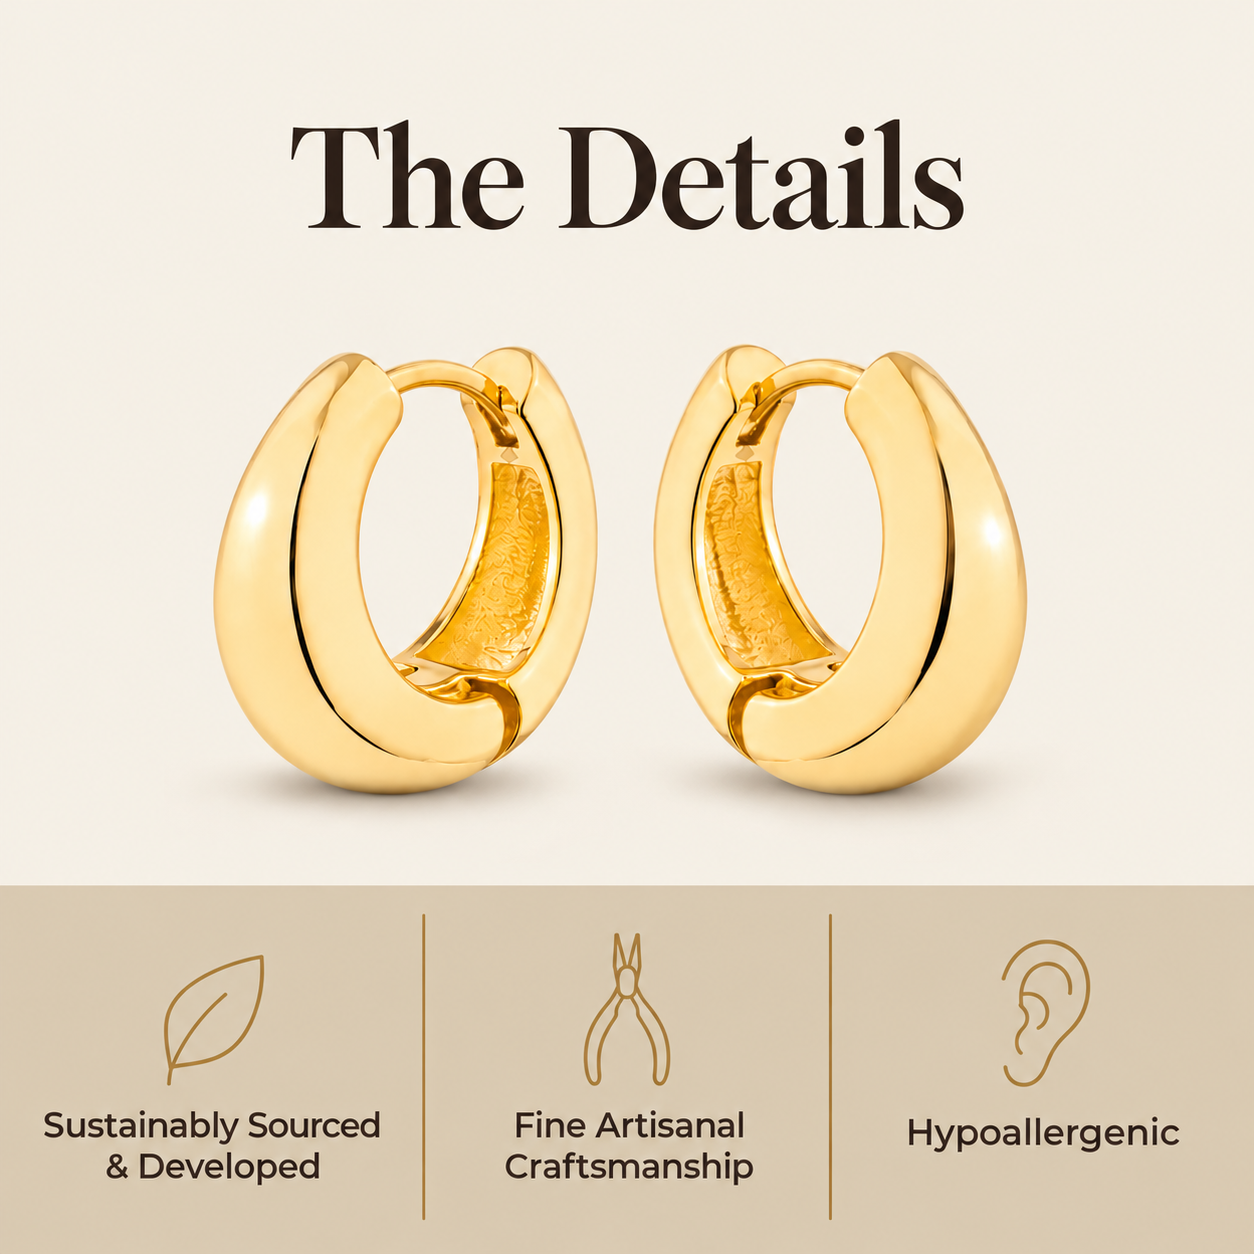 The Details
Sustainably Sourced
& Developed
Fine Artisanal
Craftsmanship
Hypoallergenic